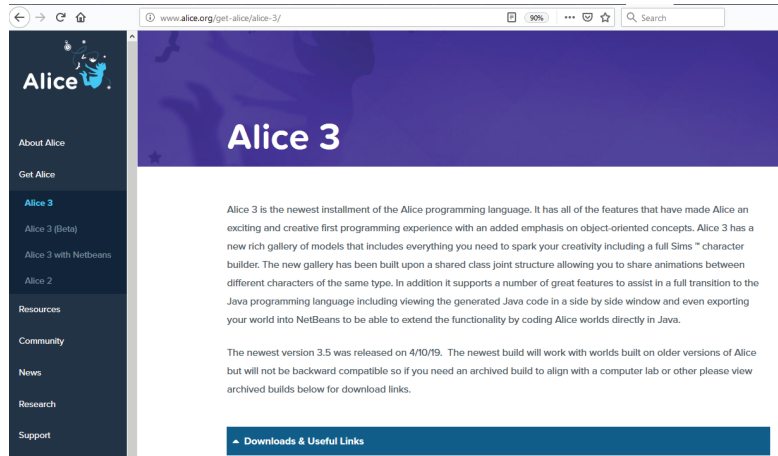 www.alice.org/get-alice/alice-3/
90%
Search
Alice
About Alice
Get Alice
Alice 3
Alice 3 (Beta)
Alice 3 with Netbeans
Alice 2
Resources
Community
News
Research
Support
Alice 3
Alice 3 is the newest installment of the Alice programming language. It has all of the features that have made Alice an
exciting and creative first programming experience with an added emphasis on object-oriented concepts. Alice 3 has a
new rich gallery of models that includes everything you need to spark your creativity including a full Sims ™ character
builder. The new gallery has been built upon a shared class joint structure allowing you to share animations between
different characters of the same type. In addition it supports a number of great features to assist in a full transition to the
Java programming language including viewing the generated Java code in a side by side window and even exporting
your world into NetBeans to be able to extend the functionality by coding Alice worlds directly in Java.
The newest version 3.5 was released on 4/10/19. The newest build will work with worlds built on older versions of Alice
but will not be backward compatible so if you need an archived build to align with a computer lab or other please view
archived builds below for download links.
Downloads & Useful Links